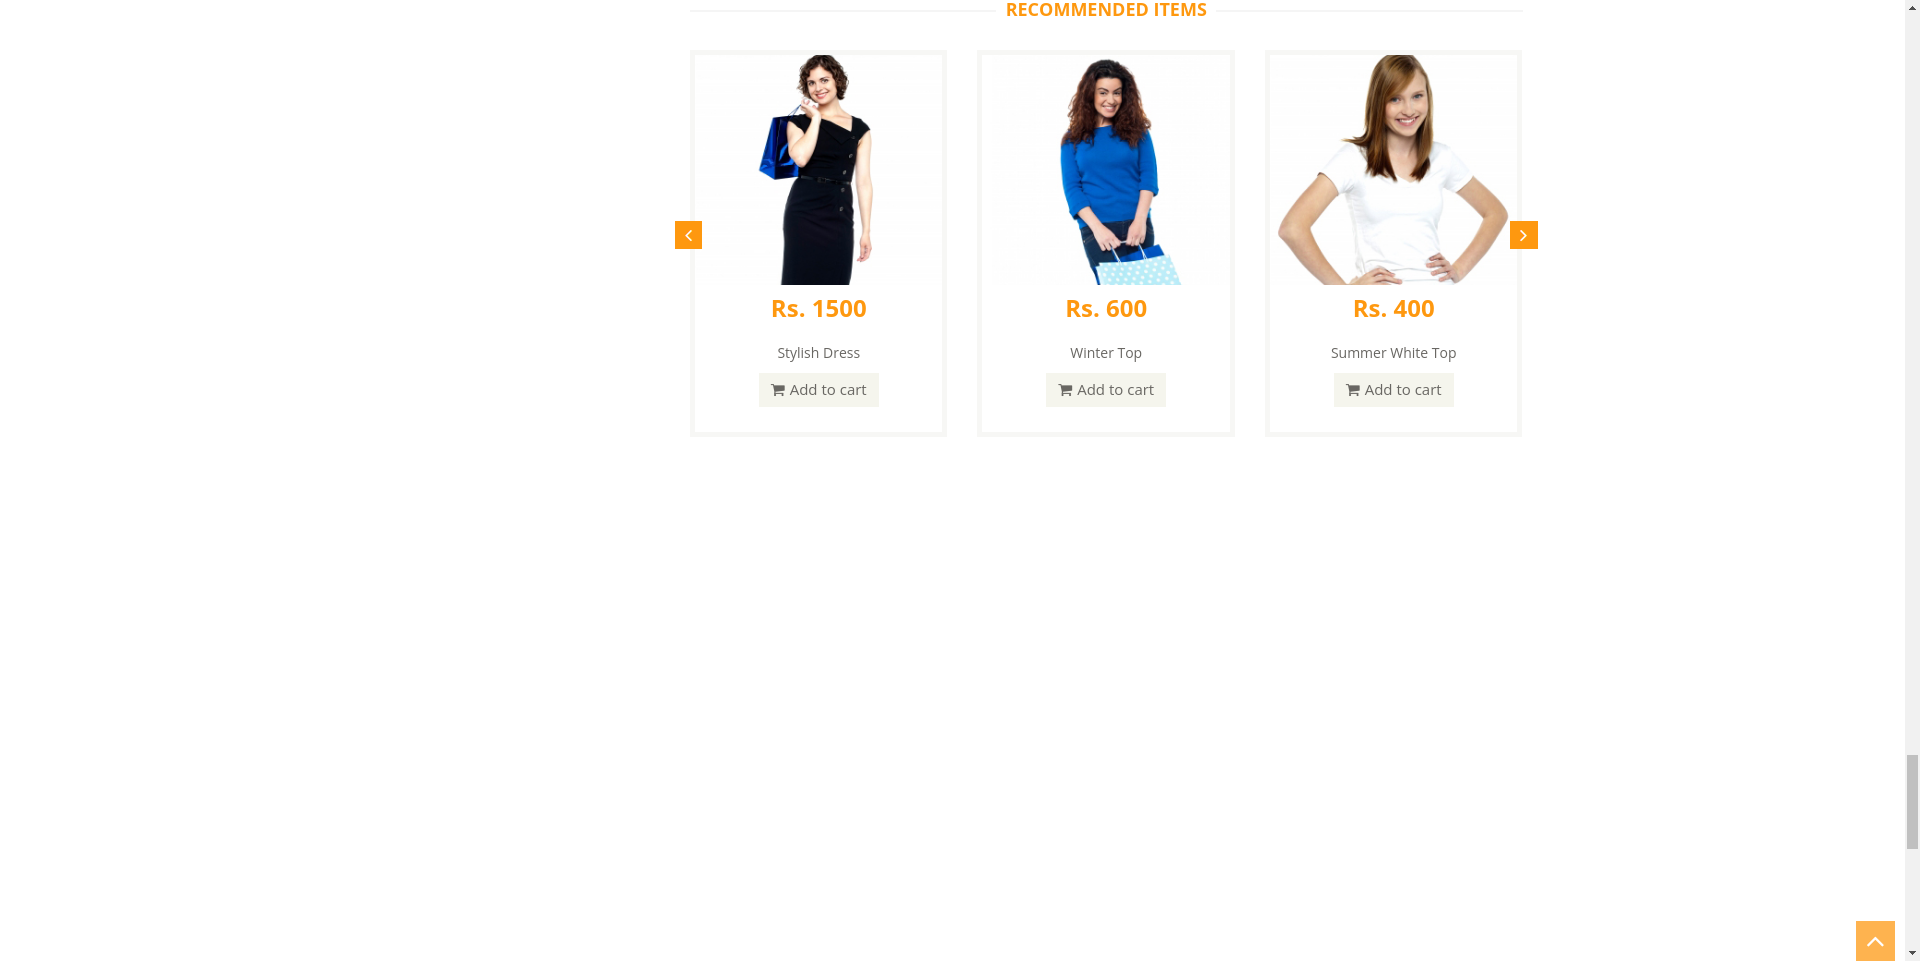 RECOMMENDED ITEMS
Rs. 1500
Stylish Dress
Add to cart
Rs. 600
Winter Top
Add to cart
Rs. 400
Summer White Top
Add to cart